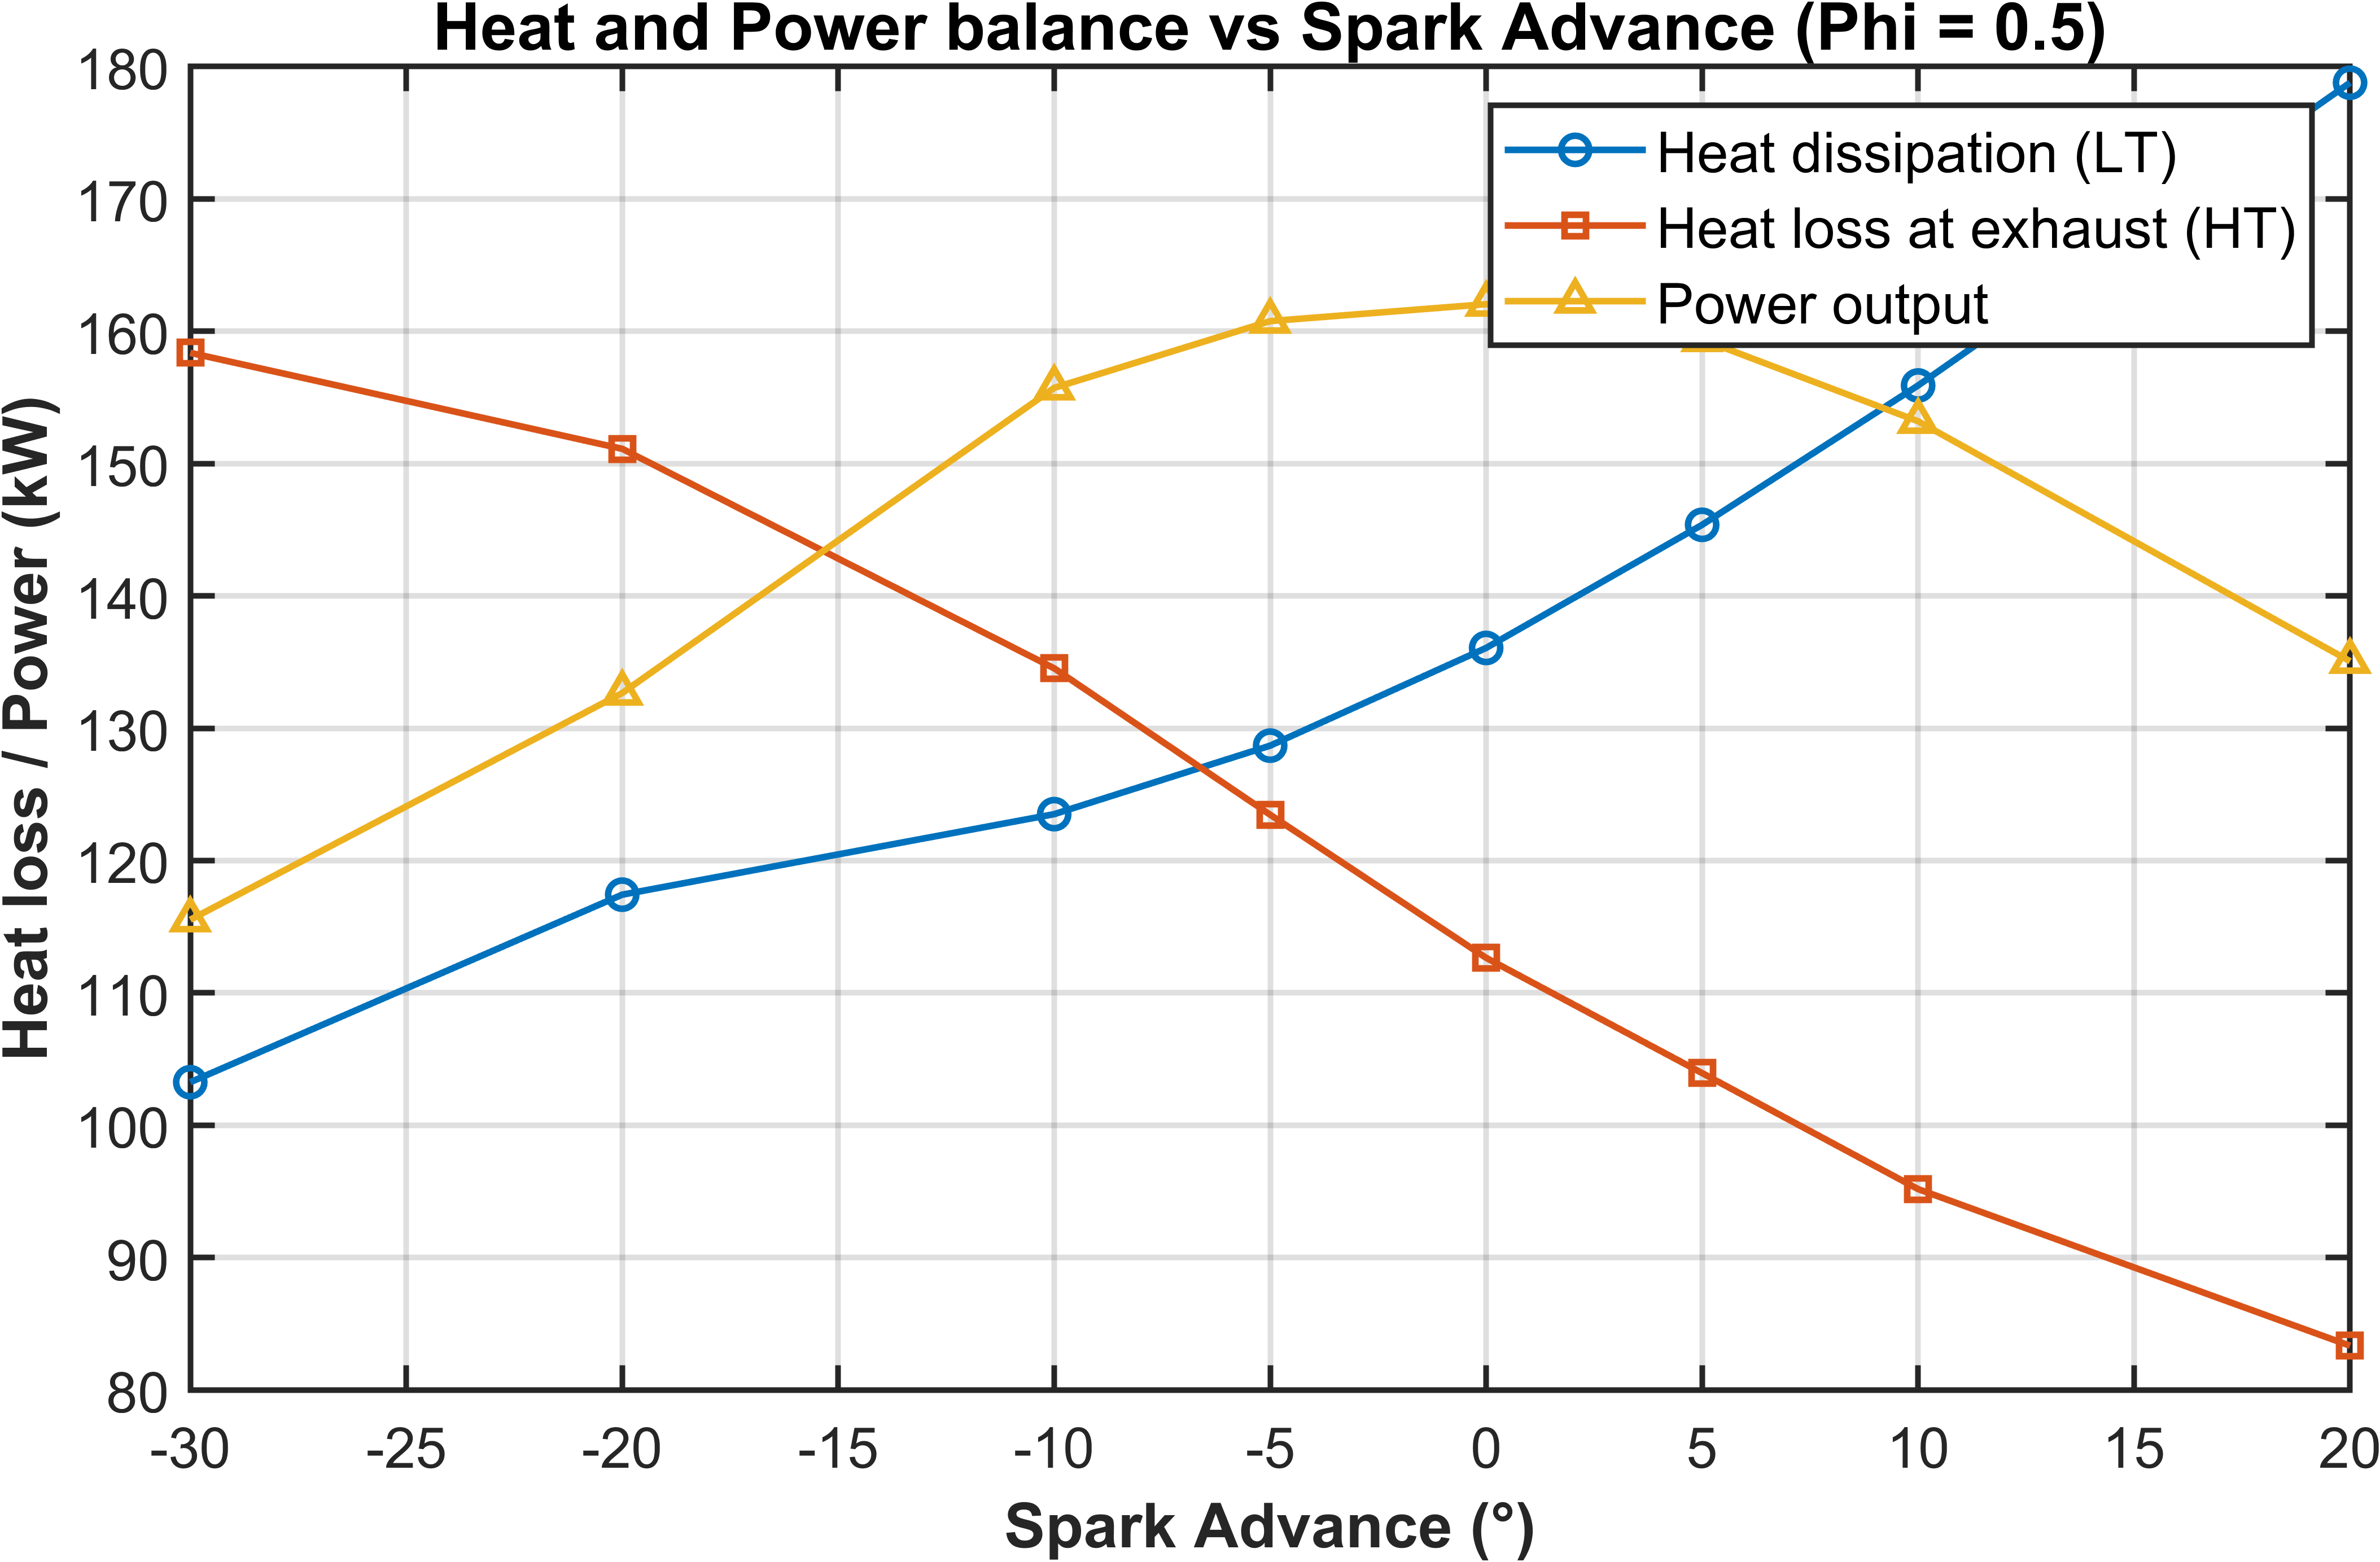 Heat and Power balance vs Spark Advance (Phi = 0.5)
Heat loss / Power (kW)
180
170
160
150
140
130
120
110
100
90
80
Heat dissipation (LT)
Heat loss at exhaust (HT)
Power output
-30 -25 -20 -15 -10 -5 0 5 10 15 20
Spark Advance (°)